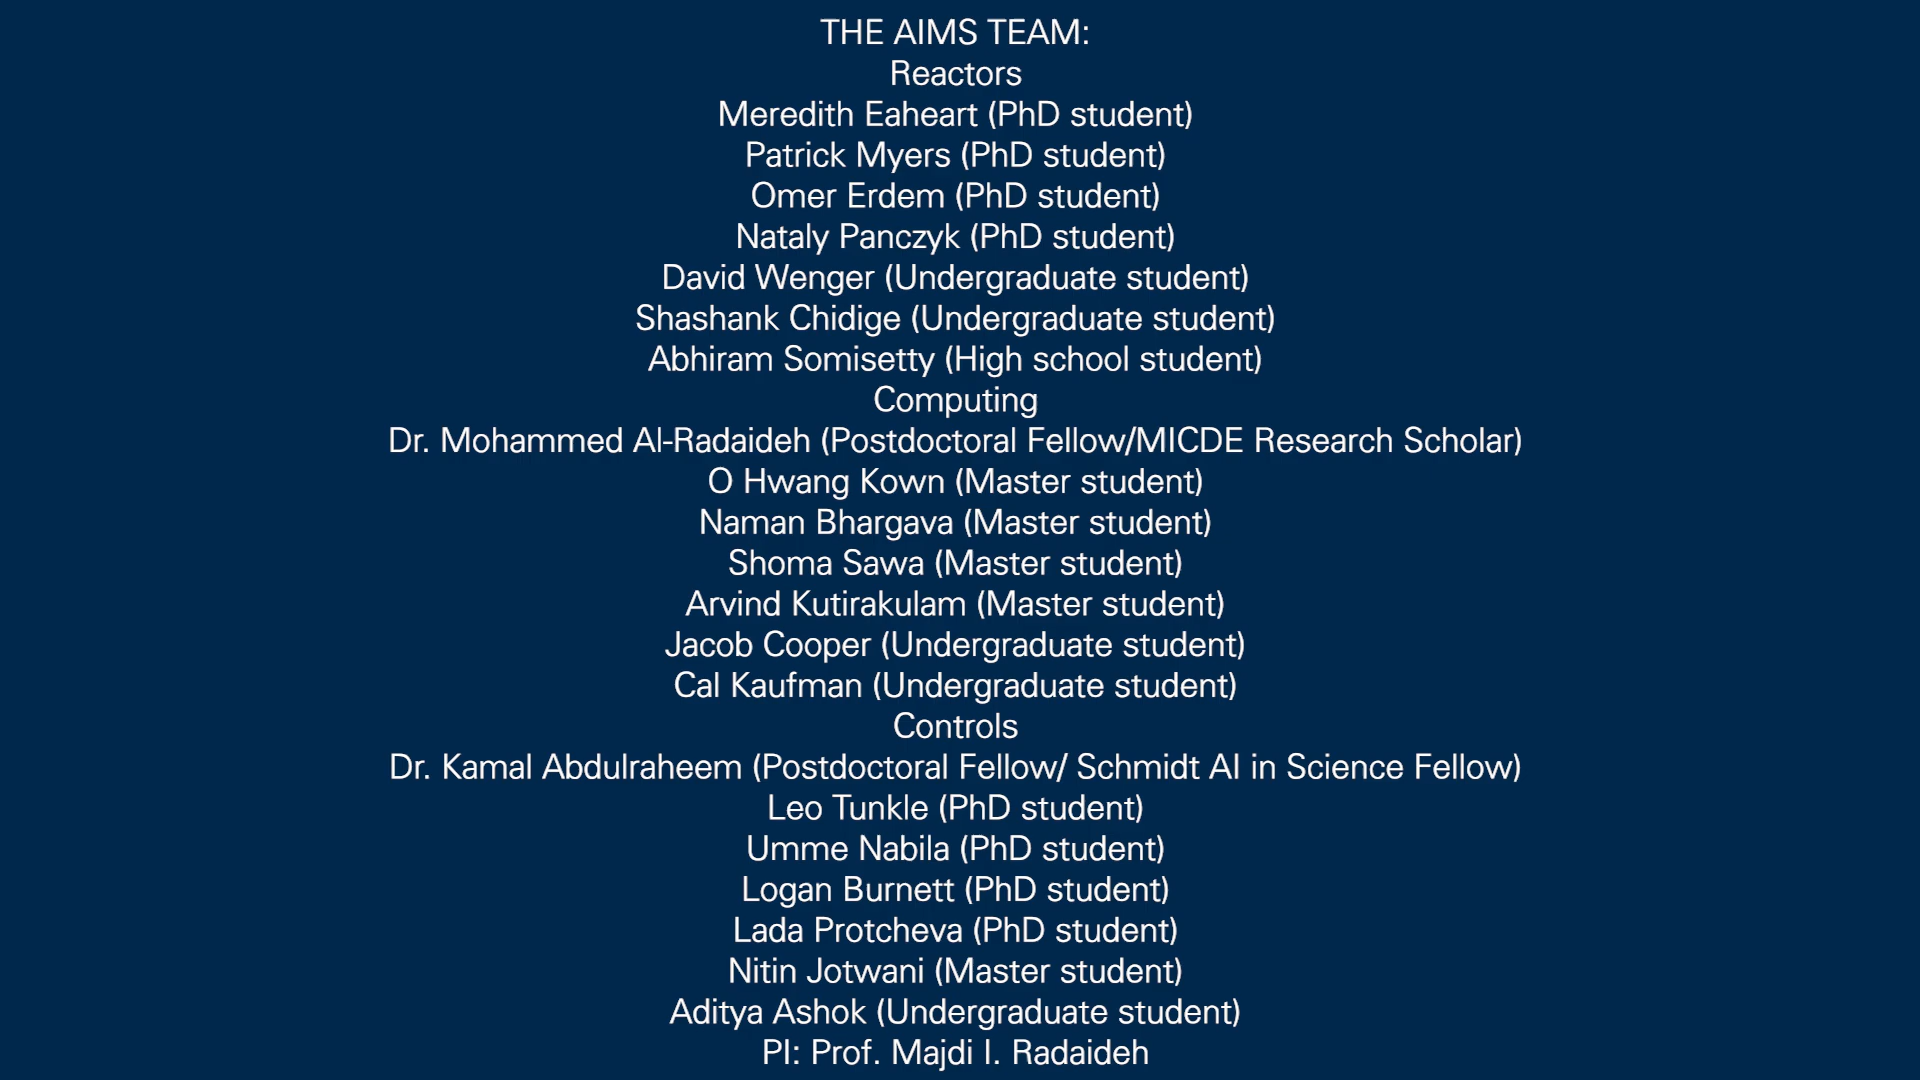 THE AIMS TEAM:
Reactors
Meredith Eaheart (PhD student)
Patrick Myers (PhD student)
Omer Erdem (PhD student)
Nataly Panczyk (PhD student)
David Wenger (Undergraduate student)
Shashank Chidige (Undergraduate student)
Abhiram Somisetty (High school student)
Computing
Dr. Mohammed Al-Radaideh (Postdoctoral Fellow/MICDE Research Scholar)
O Hwang Kown (Master student)
Naman Bhargava (Master student)
Shoma Sawa (Master student)
Arvind Kutirakulam (Master student)
Jacob Cooper (Undergraduate student)
Cal Kaufman (Undergraduate student)
Controls
Dr. Kamal Abdulraheem (Postdoctoral Fellow/ Schmidt AI in Science Fellow)
Leo Tunkle (PhD student)
Umme Nabila (PhD student)
Logan Burnett (PhD student)
Lada Protcheva (PhD student)
Nitin Jotwani (Master student)
Aditya Ashok (Undergraduate student)
PI: Prof. Majdi I. Radaideh